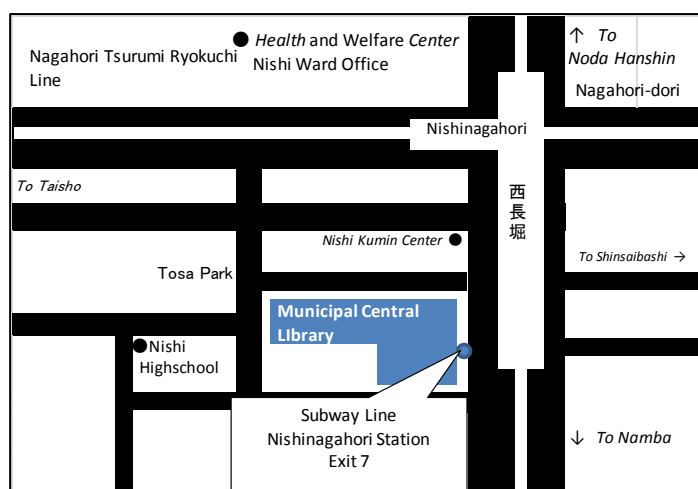 Nagahori Tsurumi Ryokuchi
Line
Health and Welfare Center
Nishi Ward Office
↑ To
Noda Hanshin
Nagahori-dori
Nishinagahori
To Taisho
西長堀
Nishi Kumin Center
To Shinsaibashi →
Tosa Park
Municipal Central
LIbrary
Nishi
Highschool
Subway Line
Nishinagahori Station
Exit 7
↓ To Namba